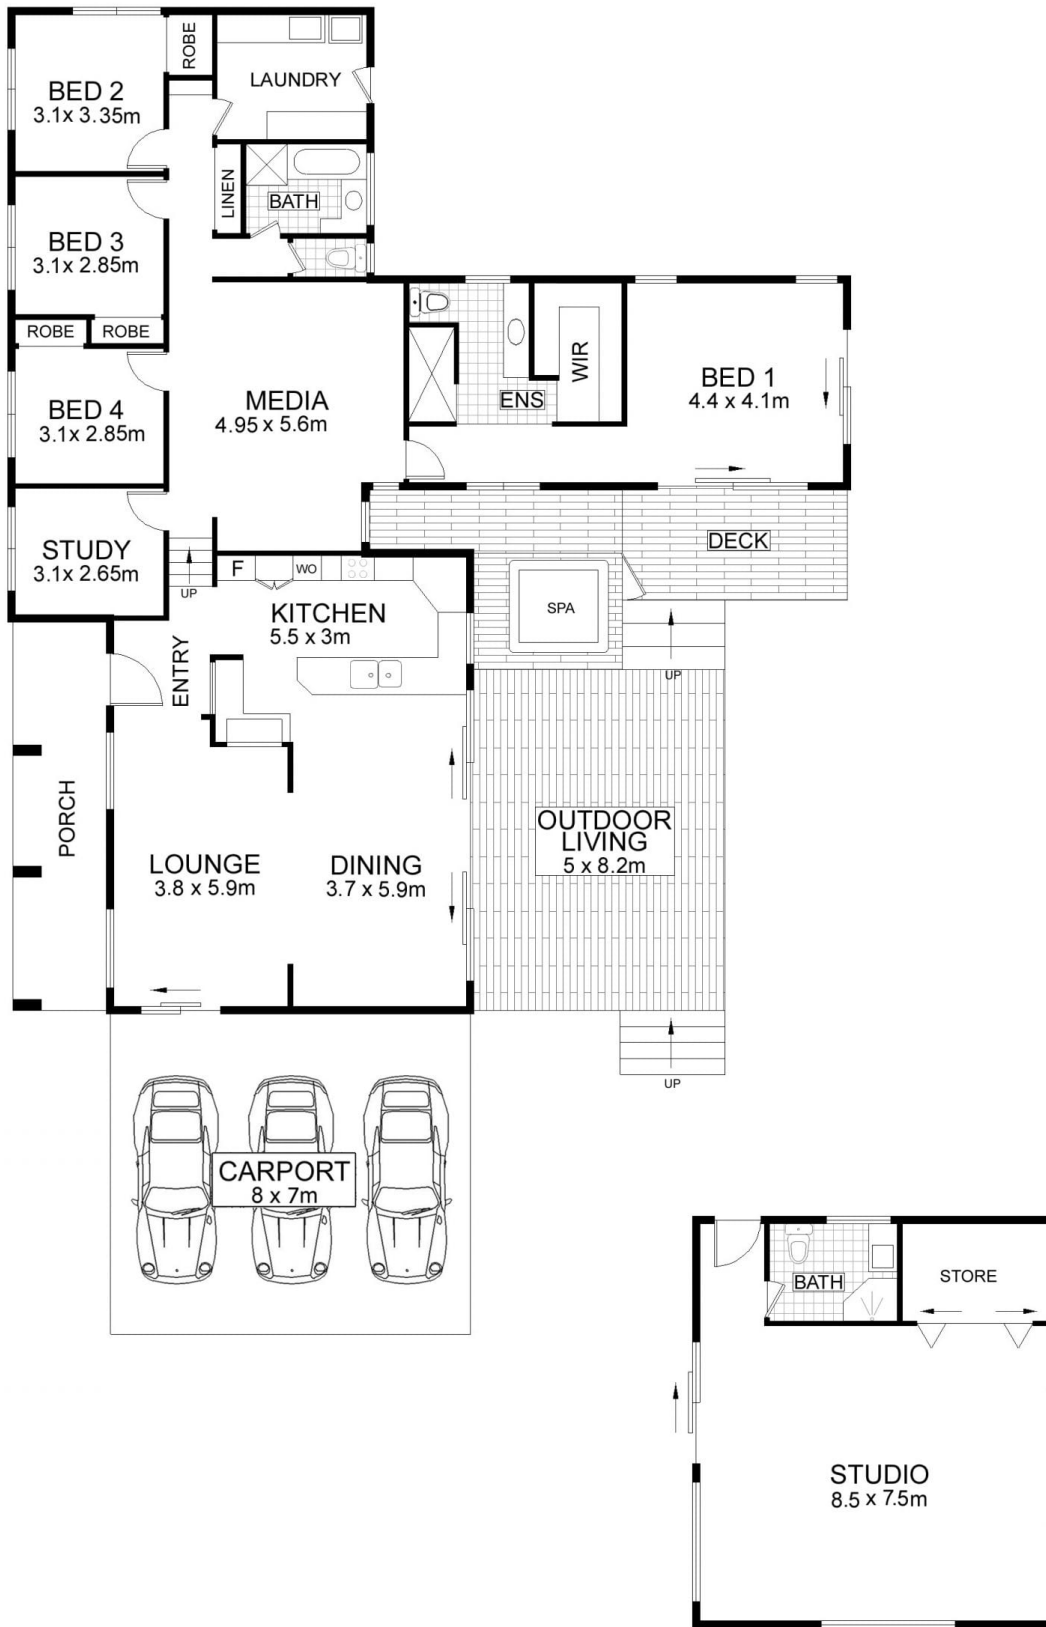 ROBE
BED 2
3.1 x 3.35m
LAUNDRY
LINEN
BATH
BED 3
3.1 x 2.85m
ROBE
ROBE
BED 4
3.1 x 2.85m
MEDIA
4.95 x 5.6m
ENS
WIR
BED 1
4.4 x 4.1m
STUDY
3.1x 2.65m
UP
DECK
F
WO
KITCHEN
5.5 x 3m
SPA
UP
ENTRY
PORCH
LOUNGE
3.8 x 5.9m
DINING
3.7 x 5.9m
OUTDOOR
LIVING
5 x 8.2m
UP
CARPORT
8 x 7m
BATH
STORE
STUDIO
8.5 x 7.5m